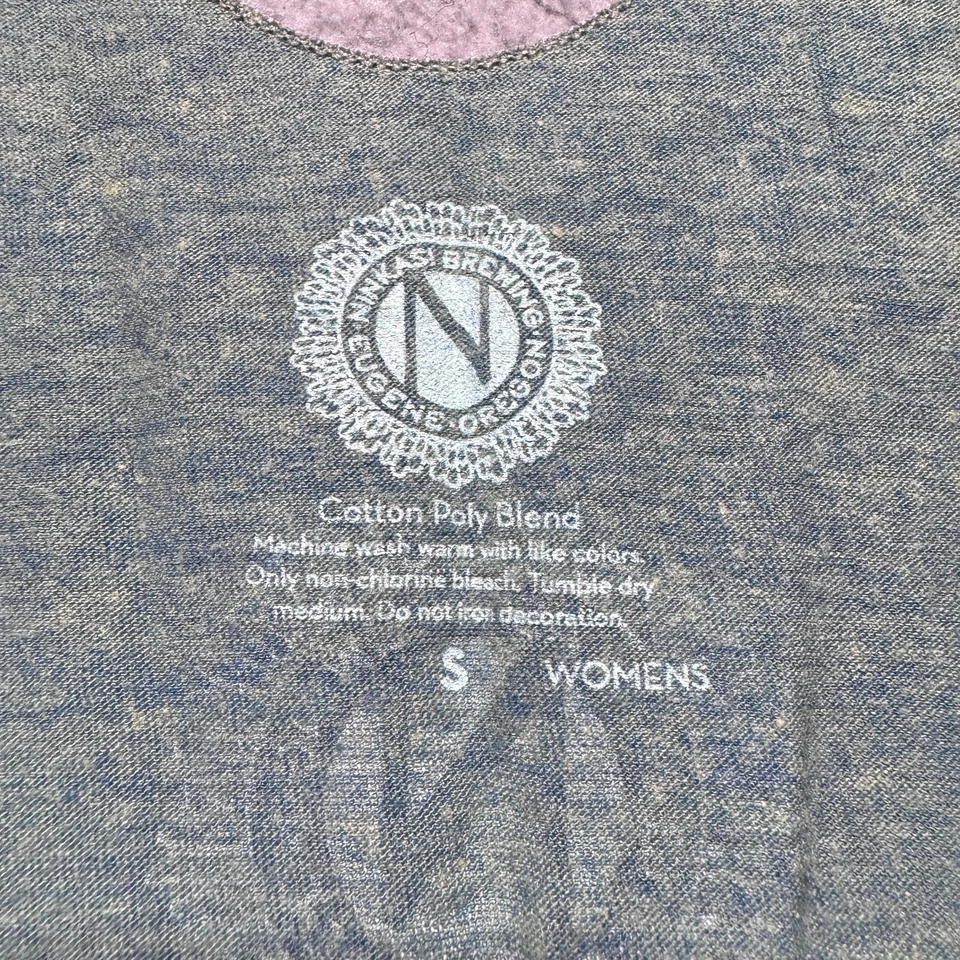 NINKASI BREWING
N
EUGENE · OREGON
Cotton Poly Blend
Machine wash warm with like colors.
Only non-chlorine bleach. Tumble dry
medium. Do not iron decoration.
S WOMENS